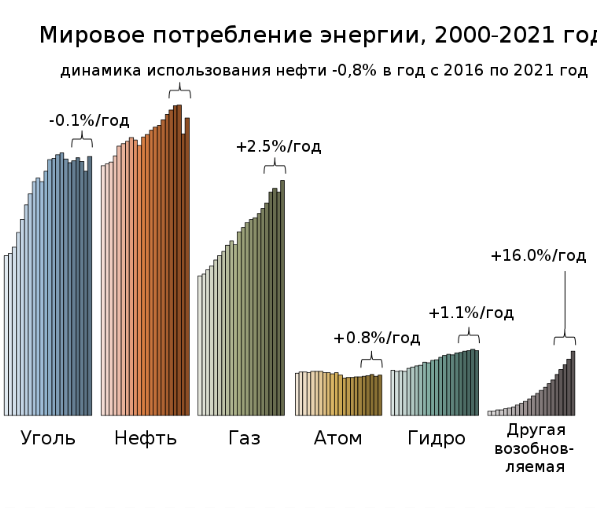 Мировое потребление энергии, 2000-2021 год
динамика использования нефти -0,8% в год с 2016 по 2021 год
-0.1%/год
+2.5%/год
+16.0%/год
+1.1%/год
+0.8%/год
Уголь
Нефть
Газ
Атом
Гидро
Другая
возобнов-
ляемая